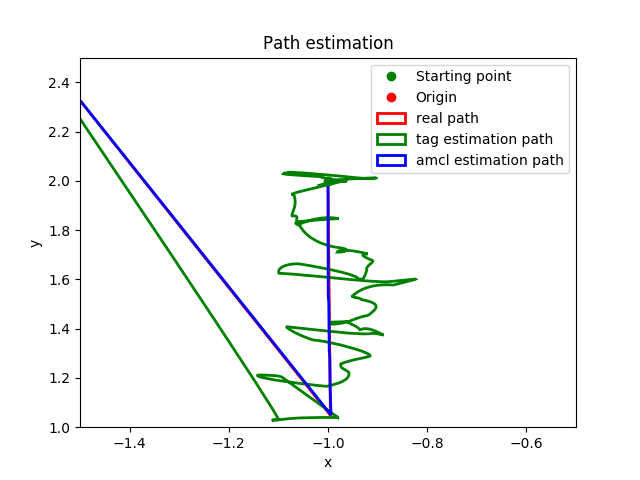 Path estimation
Starting point
Origin
real path
tag estimation path
amcl estimation path
y
2.4
2.2
2.0
1.8
1.6
1.4
1.2
1.0
−1.4
−1.2
−1.0
−0.8
−0.6
x